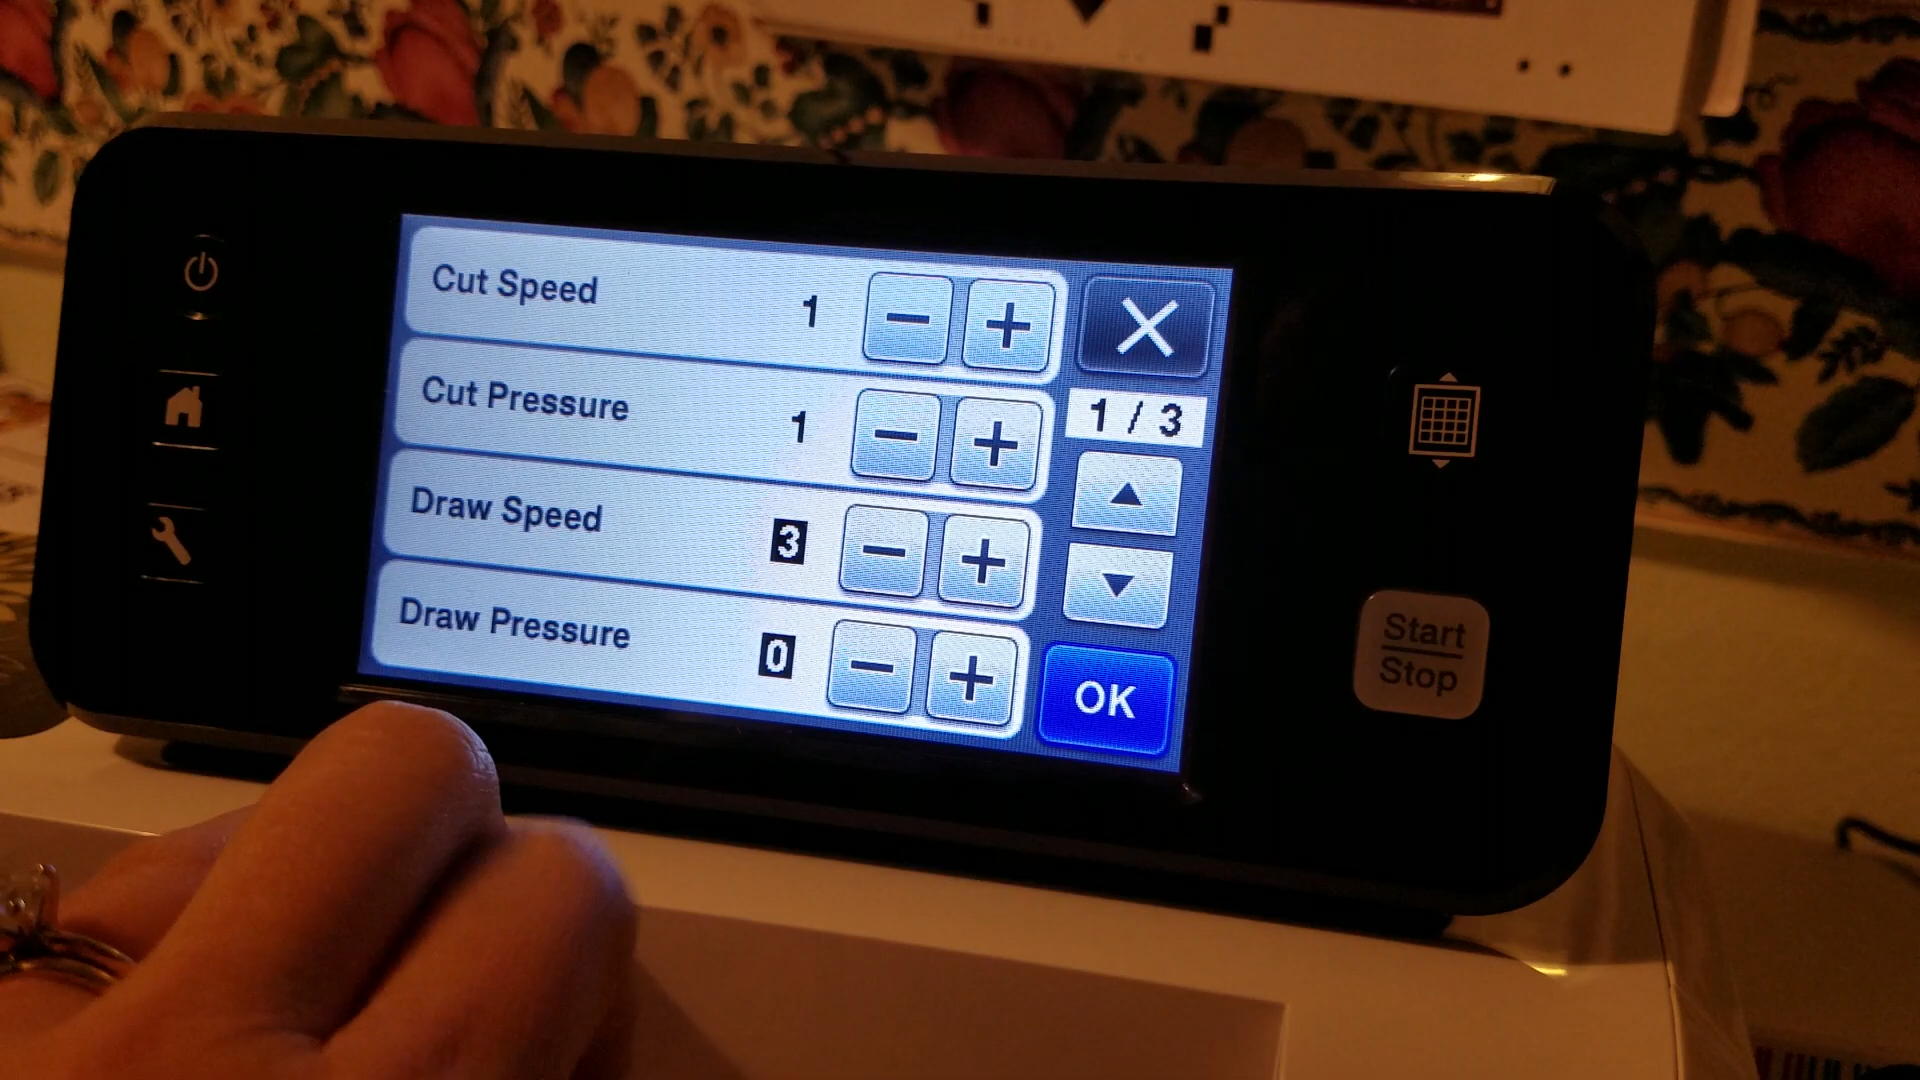 Cut Speed 1 - +
Cut Pressure 1 - +
Draw Speed 3 - +
Draw Pressure 0 - +
1 / 3
OK
Start
Stop